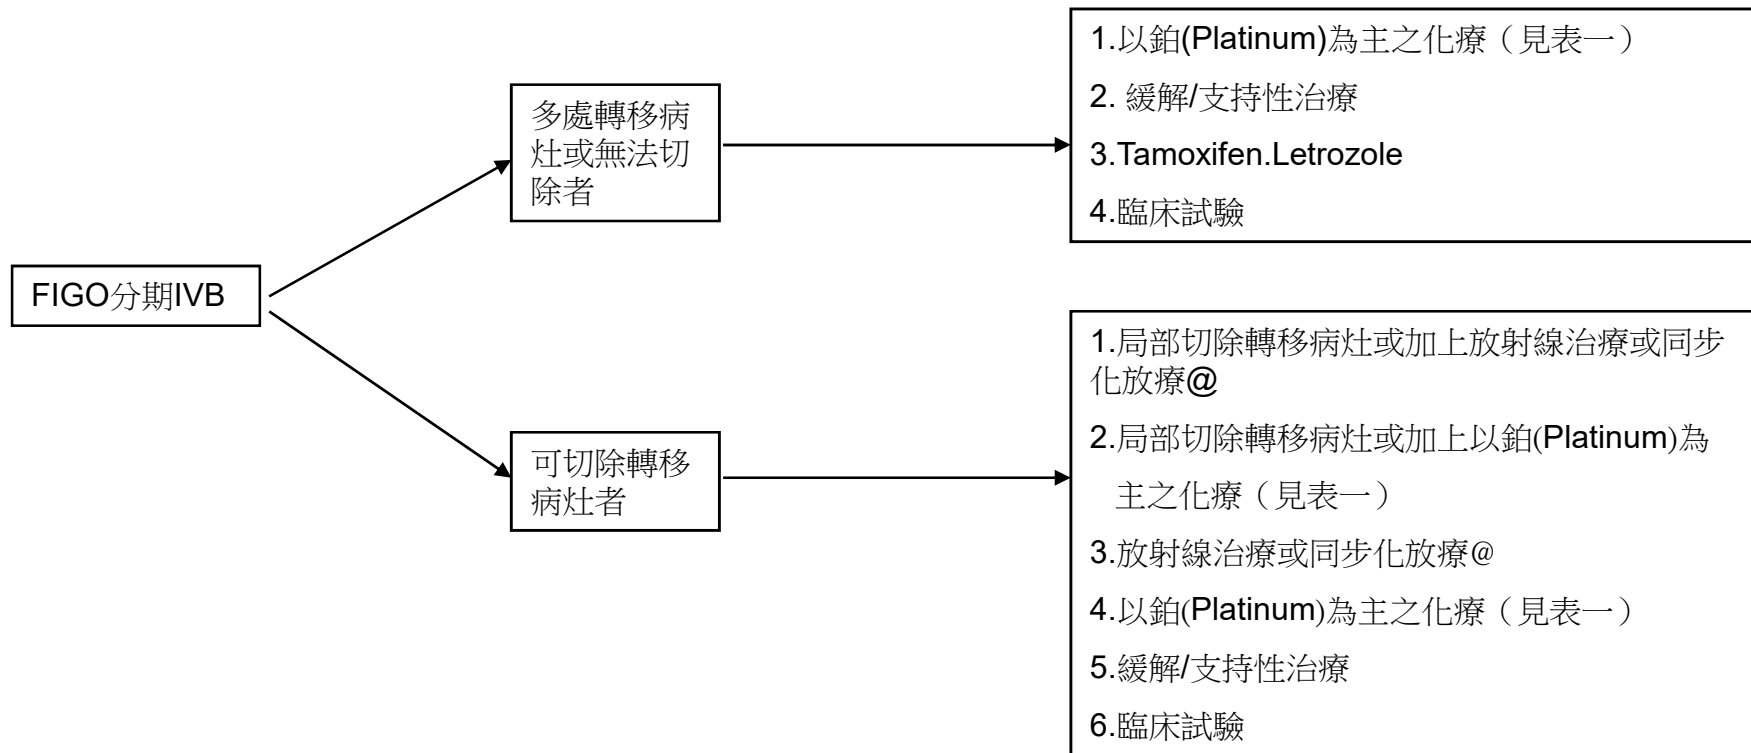 FIGO分期IVB
多處轉移病
灶或無法切
除者
1.以鉑(Platinum)為主之化療（見表一）
2. 緩解/支持性治療
3.Tamoxifen.Letrozole
4.臨床試驗
可切除轉移
病灶者
1.局部切除轉移病灶或加上放射線治療或同步
化放療@
2.局部切除轉移病灶或加上以鉑(Platinum)為
主之化療（見表一）
3.放射線治療或同步化放療@
4.以鉑(Platinum)為主之化療（見表一）
5.緩解/支持性治療
6.臨床試驗